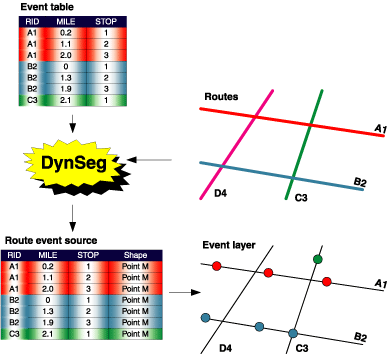 Event table
RID MILE STOP
A1 0.2 1
A1 1.1 2
A1 2.0 3
B2 0 1
B2 1.3 2
B2 1.9 3
C3 2.1 1
DynSeg
Routes
A1
B2
D4
C3
Route event source
RID MILE STOP Shape
A1 0.2 1 Point M
A1 1.1 2 Point M
A1 2.0 3 Point M
B2 0 1 Point M
B2 1.3 2 Point M
B2 1.9 3 Point M
C3 2.1 1 Point M
Event layer
A1
B2
D4
C3